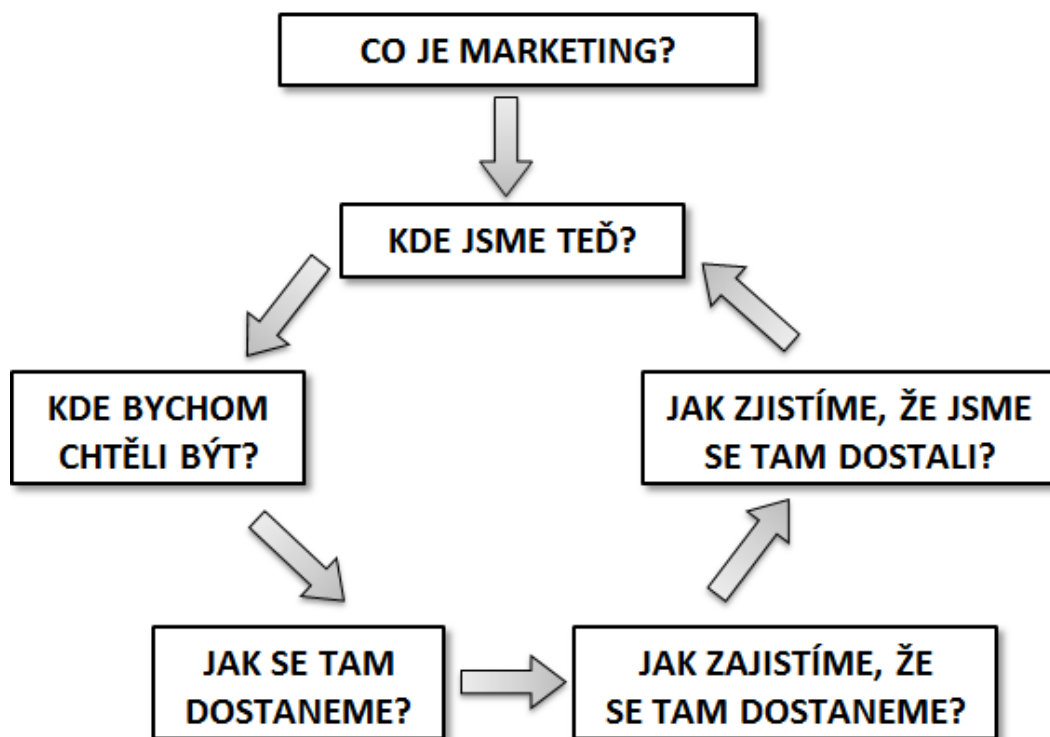 CO JE MARKETING?
KDE JSME TEĎ?
KDE BYCHOM
CHTĚLI BÝT?
JAK SE TAM
DOSTANEME?
JAK ZAJISTÍME, ŽE
SE TAM DOSTANEME?
JAK ZJISTÍME, ŽE JSME
SE TAM DOSTALI?